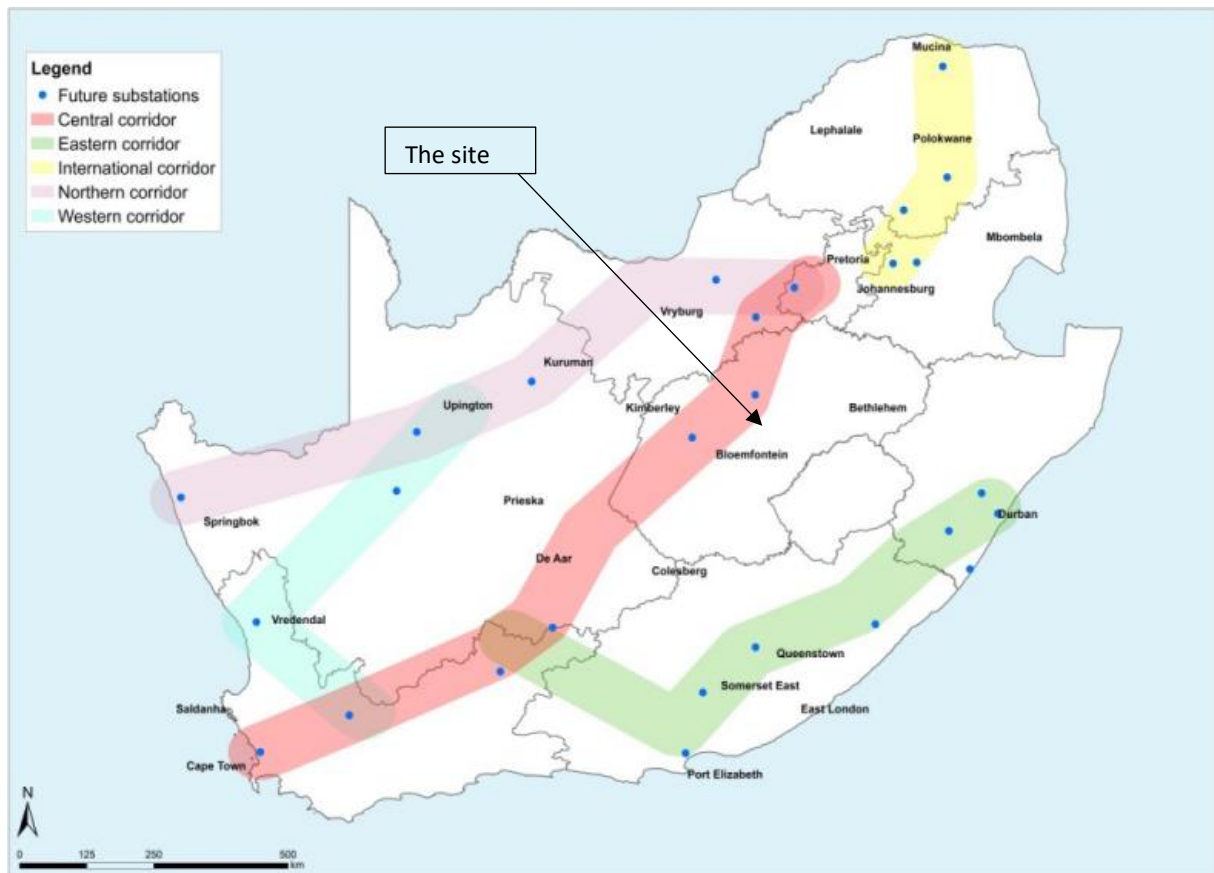 Legend
Future substations
Central corridor
Eastern corridor
International corridor
Northern corridor
Western corridor
The site
Mucina
Lephalale
Polokwane
Mbombela
Pretoria
Johannesburg
Vryburg
Kuruman
Upington
Kimberley
Bethlehem
Bloemfontein
Prieska
Springbok
Durban
De Aar
Colesberg
Vredendal
Queenstown
Somerset East
East London
Saldanha
Cape Town
Port Elizabeth
N
0 125 250 500
km